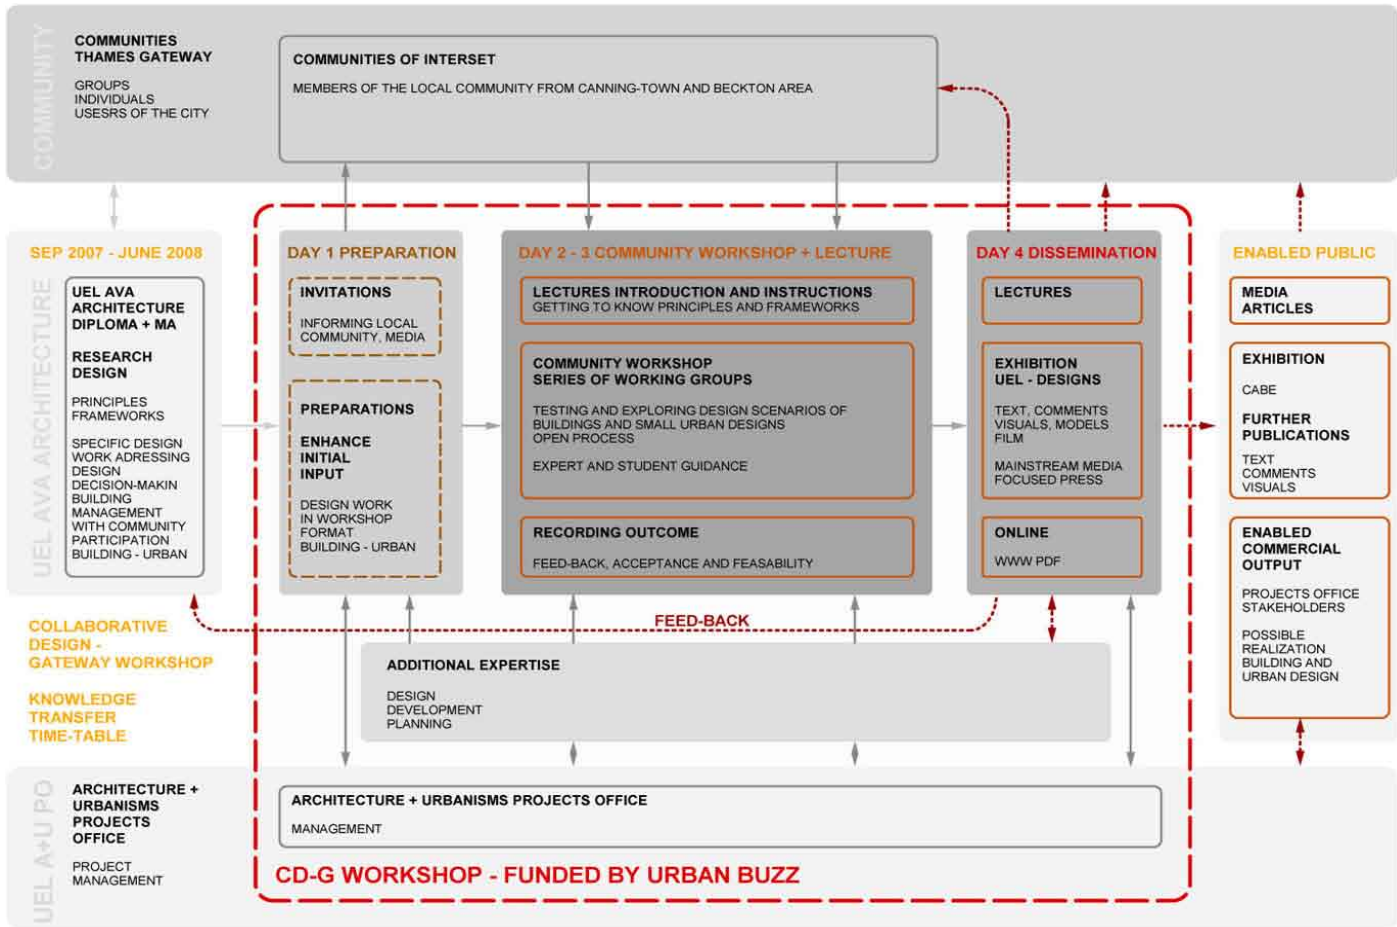 COMMUNITY
COMMUNITIES
THAMES GATEWAY
GROUPS
INDIVIDUALS
USESRS OF THE CITY
COMMUNITIES OF INTERSET
MEMBERS OF THE LOCAL COMMUNITY FROM CANNING-TOWN AND BECKTON AREA
UEL AVA ARCHITECTURE
SEP 2007 - JUNE 2008
UEL AVA
ARCHITECTURE
DIPLOMA + MA
RESEARCH
DESIGN
PRINCIPLES
FRAMEWORKS
SPECIFIC DESIGN
WORK ADRESSING
DESIGN
DECISION-MAKIN
BUILDING
MANAGEMENT
WITH COMMUNITY
PARTICIPATION
BUILDING - URBAN
DAY 1 PREPARATION
INVITATIONS
INFORMING LOCAL
COMMUNITY, MEDIA
PREPARATIONS
ENHANCE
INITIAL
INPUT
DESIGN WORK
IN WORKSHOP
FORMAT
BUILDING - URBAN
DAY 2 - 3 COMMUNITY WORKSHOP + LECTURE
LECTURES INTRODUCTION AND INSTRUCTIONS
GETTING TO KNOW PRINCIPLES AND FRAMEWORKS
COMMUNITY WORKSHOP
SERIES OF WORKING GROUPS
TESTING AND EXPLORING DESIGN SCENARIOS OF
BUILDINGS AND SMALL URBAN DESIGNS
OPEN PROCESS
EXPERT AND STUDENT GUIDANCE
RECORDING OUTCOME
FEED-BACK, ACCEPTANCE AND FEASABILITY
DAY 4 DISSEMINATION
LECTURES
EXHIBITION
UEL - DESIGNS
TEXT, COMMENTS
VISUALS, MODELS
FILM
MAINSTREAM MEDIA
FOCUSED PRESS
ONLINE
WWW PDF
ENABLED PUBLIC
MEDIA
ARTICLES
EXHIBITION
CABE
FURTHER
PUBLICATIONS
TEXT
COMMENTS
VISUALS
ENABLED
COMMERCIAL
OUTPUT
PROJECTS OFFICE
STAKEHOLDERS
POSSIBLE
REALIZATION
BUILDING AND
URBAN DESIGN
FEED-BACK
COLLABORATIVE
DESIGN -
GATEWAY WORKSHOP
KNOWLEDGE
TRANSFER
TIME-TABLE
ADDITIONAL EXPERTISE
DESIGN
DEVELOPMENT
PLANNING
UEL A+U PO
ARCHITECTURE +
URBANISMS
PROJECTS
OFFICE
PROJECT
MANAGEMENT
ARCHITECTURE + URBANISMS PROJECTS OFFICE
MANAGEMENT
CD-G WORKSHOP - FUNDED BY URBAN BUZZ